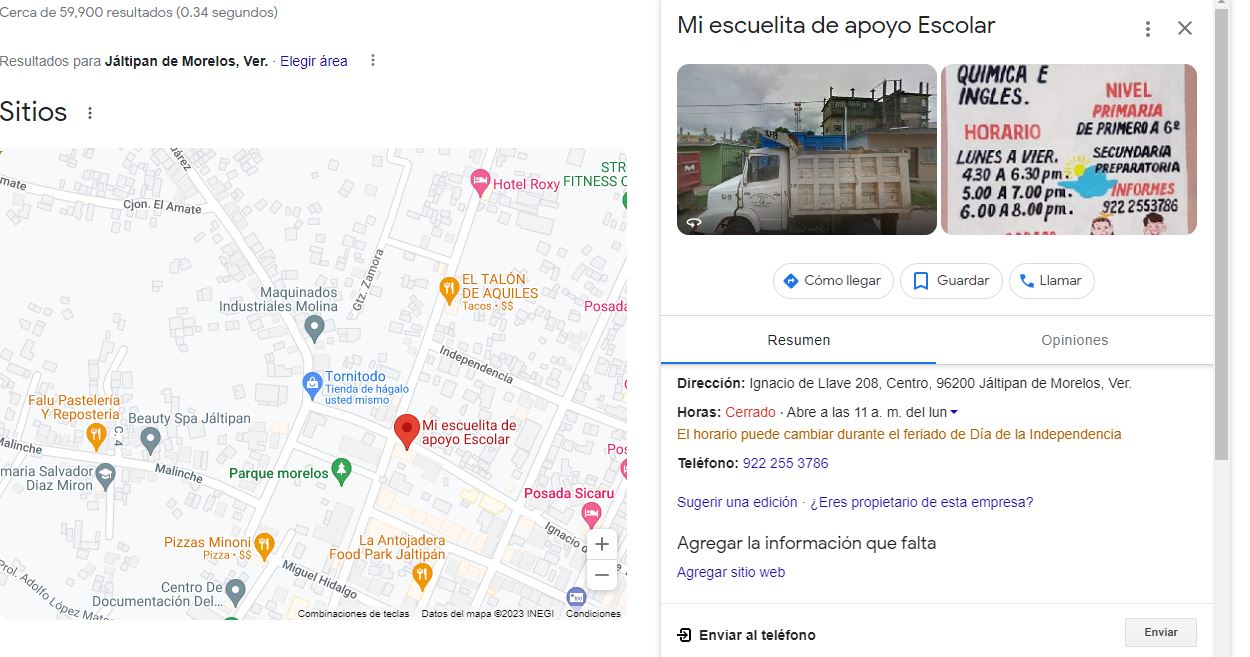 Cerca de 59,900 resultados (0.34 segundos)
Resultados para Jáltipan de Morelos, Ver. · Elegir área
Sitios
Cjon. El Amate
Hotel Roxy
FITNESS
Gtz. Zamora
EL TALÓN
DE AQUILES
Tacos • $$
Maquinados
Industriales Molina
Posada
Independencia
Tornitodo
Tienda de hágalo
usted mismo
Falu Pastelería
Y Repostería
C. 4
Beauty Spa Jáltipan
Mi escuelita de
apoyo Escolar
Malinche
Malinche
Salvador
Diaz Miron
Parque morelos
Posada Sicaru
Pizzas Minoni
Pizza • $$
La Antojadera
Food Park Jaltipán
Ignacio
Miguel Hidalgo
Centro De
Documentación Del...
Prol. Adolfo López
+
−
Combinaciones de teclas
Datos del mapa ©2023 INEGI
Condiciones
Mi escuelita de apoyo Escolar
QUIMICA E
INGLES.
HORARIO
LUNES A VIER.
4.30 A 6.30 pm.
5.00 A 7.00 pm.
6.00 A 8.00 pm.
NIVEL
PRIMARIA
DE PRIMERO A 6º
SECUNDARIA
PREPARATORIA
INFORMES
922 2553786
Cómo llegar
Guardar
Llamar
Resumen
Opiniones
Dirección: Ignacio de Llave 208, Centro, 96200 Jáltipan de Morelos, Ver.
Horas: Cerrado · Abre a las 11 a. m. del lun
El horario puede cambiar durante el feriado de Día de la Independencia
Teléfono: 922 255 3786
Sugerir una edición · ¿Eres propietario de esta empresa?
Agregar la información que falta
Agregar sitio web
Enviar al teléfono
Enviar